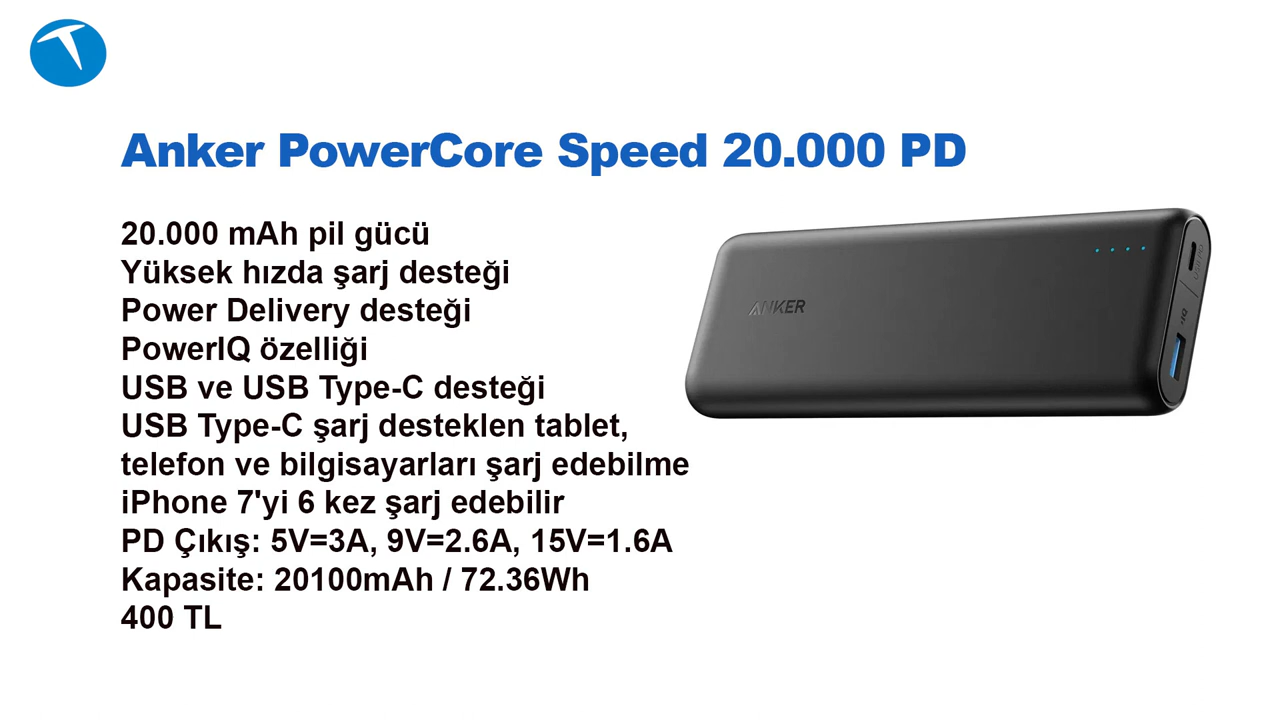 Anker PowerCore Speed 20.000 PD
20.000 mAh pil gücü
Yüksek hızda şarj desteği
Power Delivery desteği
PowerIQ özelliği
USB ve USB Type-C desteği
USB Type-C şarj desteklen tablet,
telefon ve bilgisayarları şarj edebilme
iPhone 7'yi 6 kez şarj edebilir
PD Çıkış: 5V=3A, 9V=2.6A, 15V=1.6A
Kapasite: 20100mAh / 72.36Wh
400 TL
ANKER